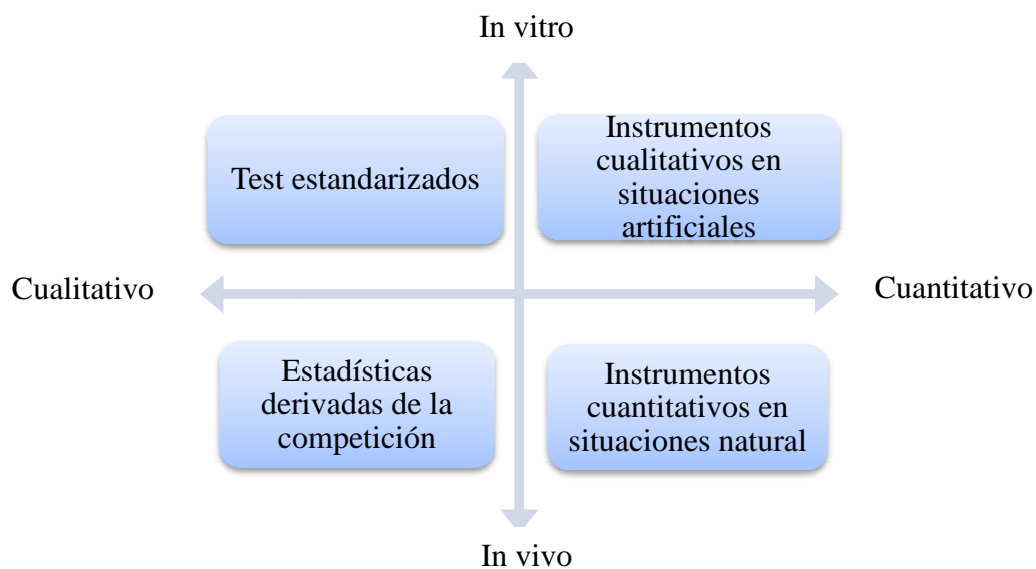 In vitro
Test estandarizados
Instrumentos
cualitativos en
situaciones
artificiales
Cualitativo
Cuantitativo
Estadísticas
derivadas de la
competición
Instrumentos
cuantitativos en
situaciones natural
In vivo